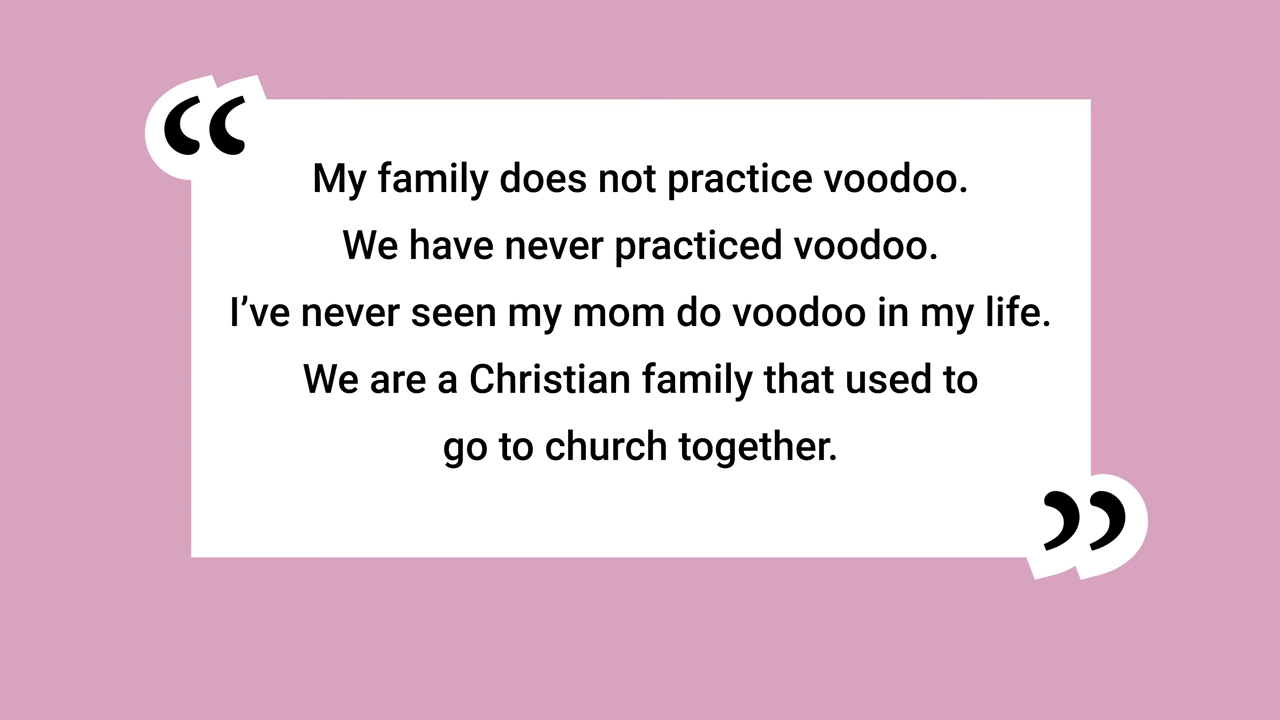 “
My family does not practice voodoo.
We have never practiced voodoo.
I’ve never seen my mom do voodoo in my life.
We are a Christian family that used to
go to church together.
”